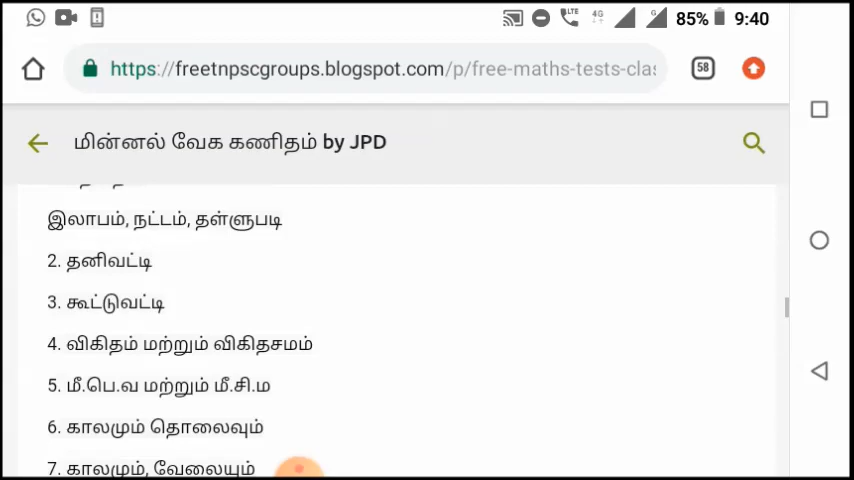 85% 9:40
https://freetnpscgroups.blogspot.com/p/free-maths-tests-clas
58
மின்னல் வேக கணிதம் by JPD
இலாபம், நட்டம், தள்ளுபடி
2. தனிவட்டி
3. கூட்டுவட்டி
4. விகிதம் மற்றும் விகிதசமம்
5. மீ.பெ.வ மற்றும் மீ.சி.ம
6. காலமும் தொலைவும்
7. காலமும், வேலையும்